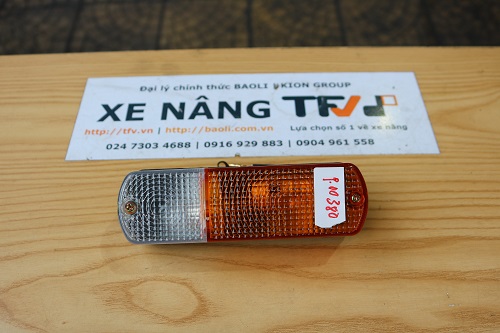 Đại lý chính thức BAOLI KION GROUP
XE NÂNG TFV
http://tfv.vn | http://baoli.com.vn
Lựa chọn số 1 về xe nâng
024 7303 4688 | 0916 929 883 | 0904 961 558